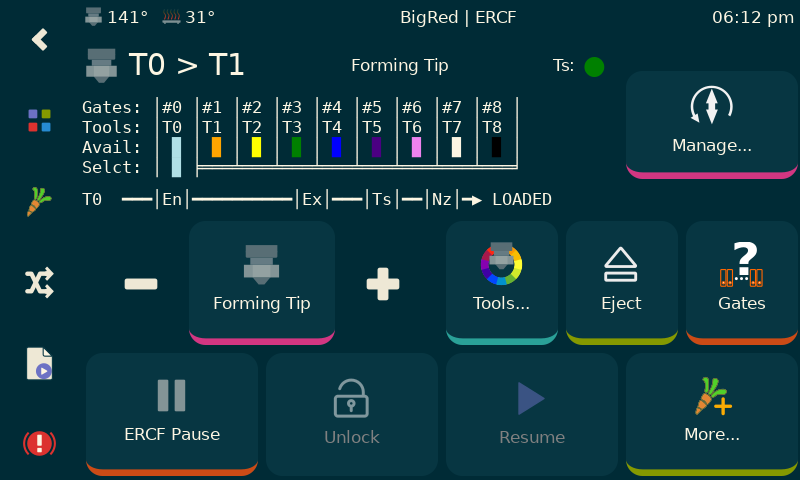 141° 31° BigRed | ERCF 06:12 pm
T0 > T1 Forming Tip Ts:
Manage...
Gates: |#0 |#1 |#2 |#3 |#4 |#5 |#6 |#7 |#8 |
Tools: |T0 |T1 |T2 |T3 |T4 |T5 |T6 |T7 |T8 |
Avail:
Selct:
T0 ━━|En|━━━━━━|Ex|━━|Ts|━|Nz|━▶ LOADED
Forming Tip
Tools...
Eject
?
...
Gates
ERCF Pause
Unlock
Resume
More...